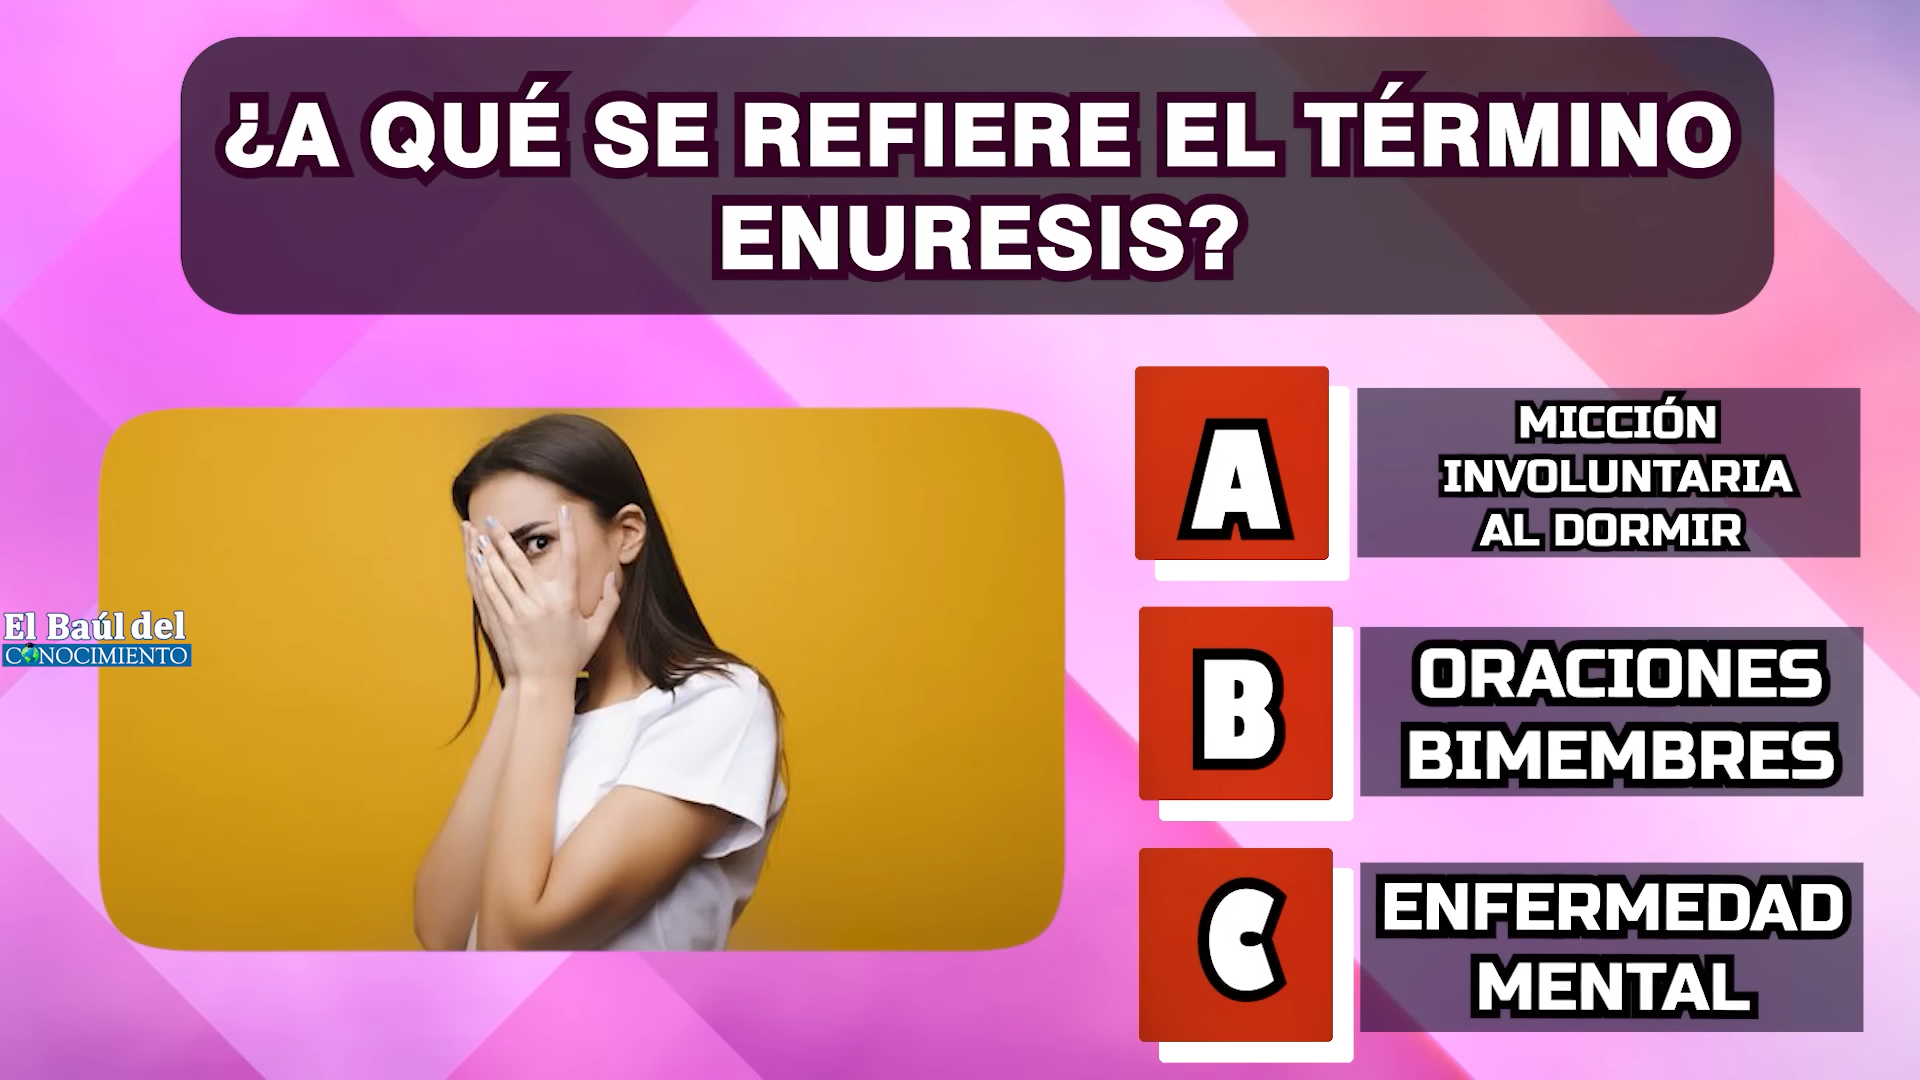 ¿A QUÉ SE REFIERE EL TÉRMINO
ENURESIS?
A
MICCIÓN
INVOLUNTARIA
AL DORMIR
B
ORACIONES
BIMEMBRES
C
ENFERMEDAD
MENTAL
El Baúl del
CONOCIMIENTO